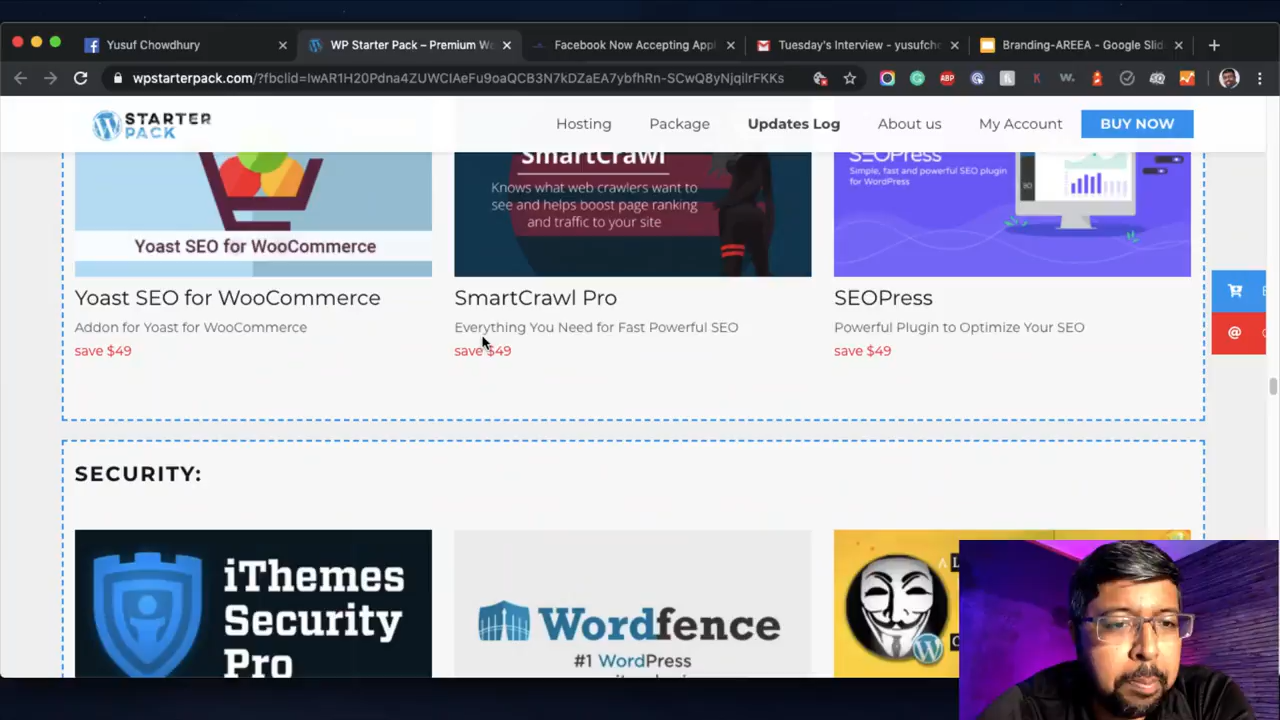 Yusuf Chowdhury
WP Starter Pack – Premium We
Facebook Now Accepting Appl
Tuesday's Interview - yusufche
Branding-AREEA - Google Slid
wpstarterpack.com/?fbclid=IwAR1H20Pdna4ZUWCIAeFu9oaQCB3N7kDZaEA7ybfhRn-SCwQ8yNjqiIrFKKs
ABP
STARTER
PACK
Hosting
Package
Updates Log
About us
My Account
BUY NOW
Yoast SEO for WooCommerce
SmartCrawl
Knows what web crawlers want to
see and helps boost page ranking
and traffic to your site
SEOPress
Simple, fast and powerful SEO plugin
for WordPress
Yoast SEO for WooCommerce
Addon for Yoast for WooCommerce
save $49
SmartCrawl Pro
Everything You Need for Fast Powerful SEO
save $49
SEOPress
Powerful Plugin to Optimize Your SEO
save $49
SECURITY:
iThemes
Security
Pro
Wordfence
#1 WordPress